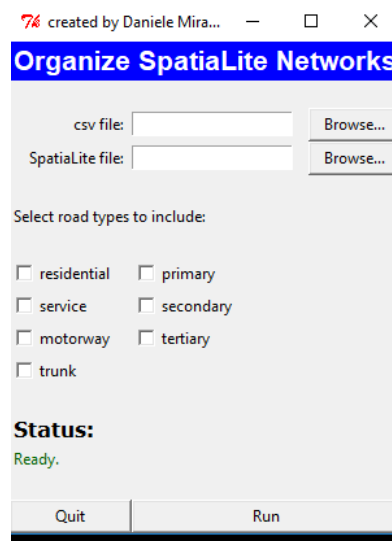 created by Daniele Mira...
Organize SpatiaLite Networks
csv file:
Browse...
SpatiaLite file:
Browse...
Select road types to include:
residential primary
service secondary
motorway tertiary
trunk
Status:
Ready.
Quit Run